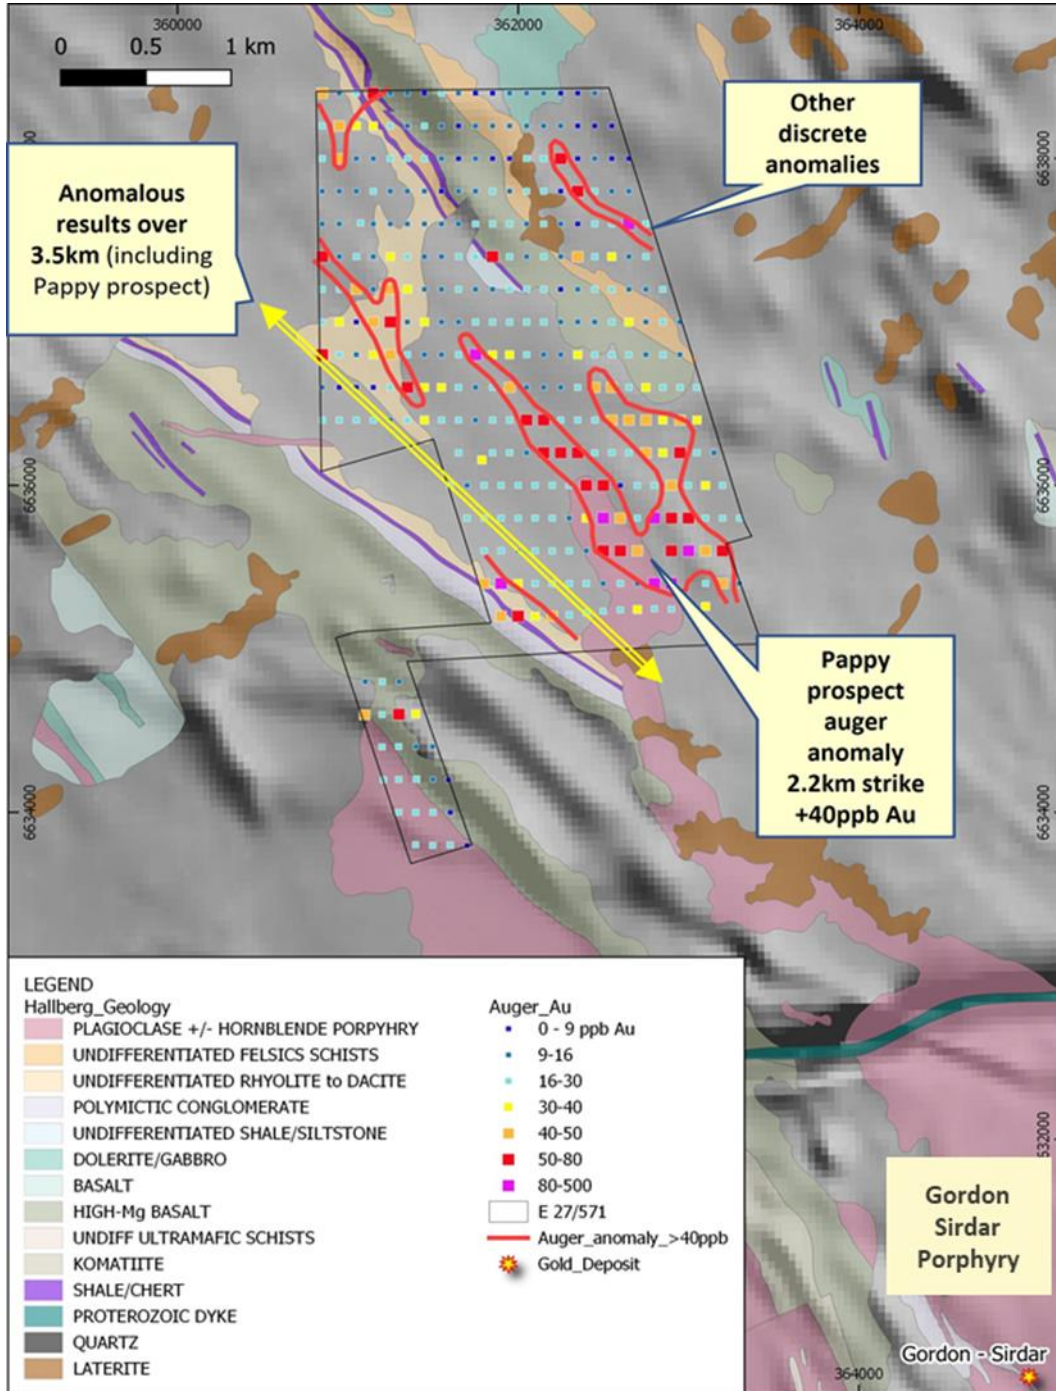 360000
362000
364000
0 0.5 1 km
Other
discrete
anomalies
6638000
Anomalous
results over
3.5km (including
Pappy prospect)
6636000
6636000
Pappy
prospect
auger
anomaly
2.2km strike
+40ppb Au
6634000
6634000
LEGEND
Hallberg_Geology
PLAGIOCLASE +/- HORNBLENDE PORPYHRY
UNDIFFERENTIATED FELSICS SCHISTS
UNDIFFERENTIATED RHYOLITE to DACITE
POLYMICTIC CONGLOMERATE
UNDIFFERENTIATED SHALE/SILTSTONE
DOLERITE/GABBRO
BASALT
HIGH-Mg BASALT
UNDIFF ULTRAMAFIC SCHISTS
KOMATIITE
SHALE/CHERT
PROTEROZOIC DYKE
QUARTZ
LATERITE
Auger_Au
0 - 9 ppb Au
9-16
16-30
30-40
40-50
50-80
80-500
E 27/571
Auger_anomaly_>40ppb
Gold_Deposit
Gordon
Sirdar
Porphyry
Gordon - Sirdar
364000